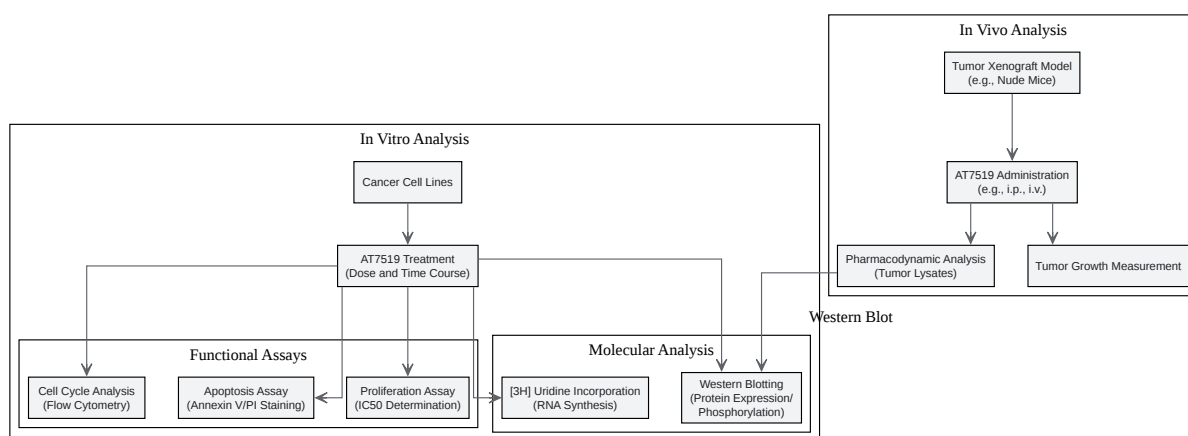 In Vivo Analysis
Tumor Xenograft Model
(e.g., Nude Mice)
AT7519 Administration
(e.g., i.p., i.v.)
Pharmacodynamic Analysis
(Tumor Lysates)
Tumor Growth Measurement
Western Blot
In Vitro Analysis
Cancer Cell Lines
AT7519 Treatment
(Dose and Time Course)
Functional Assays
Cell Cycle Analysis
(Flow Cytometry)
Apoptosis Assay
(Annexin V/PI Staining)
Proliferation Assay
(IC50 Determination)
Molecular Analysis
[3H] Uridine Incorporation
(RNA Synthesis)
Western Blotting
(Protein Expression/
Phosphorylation)